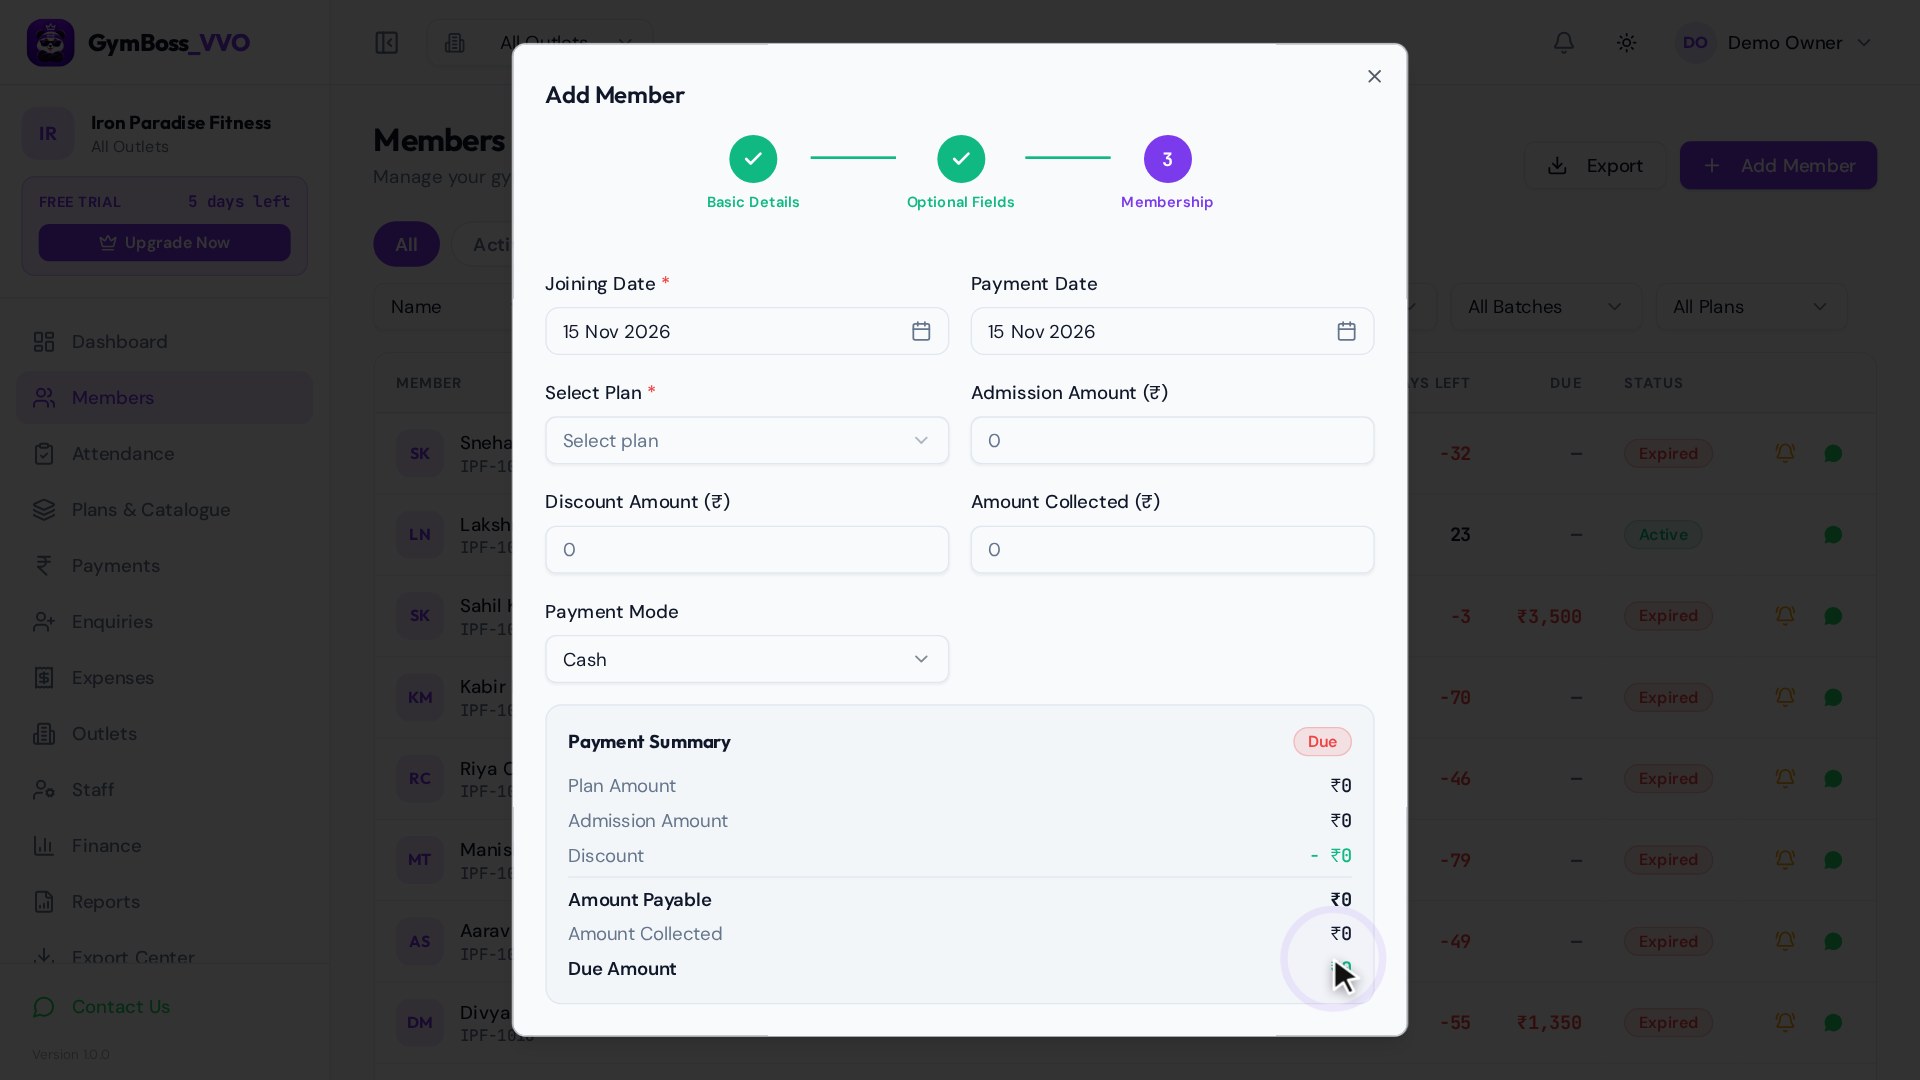 GymBoss_VVO
All Outlets
DO
Demo Owner
IR
Iron Paradise Fitness
All Outlets
FREE TRIAL
5 days left
Upgrade Now
Dashboard
Members
Attendance
Plans & Catalogue
Payments
Enquiries
Expenses
Outlets
Staff
Finance
Reports
Export Center
Contact Us
Version 1.0.0
Members
Manage your gy
Export
Add Member
All
Name
All Batches
All Plans
MEMBER
LEFT
DUE
STATUS
SK
Sneha
-32
—
Expired
LN
23
—
Active
SK
Sahil
-3
₹3,500
Expired
KM
Kabir
-70
—
Expired
RC
Riya
-46
—
Expired
MT
Manis
-79
—
Expired
AS
Aarav
-49
—
Expired
DM
Divya
-55
₹1,350
Expired
Add Member
3
Basic Details
Optional Fields
Membership
Joining Date *
15 Nov 2026
Payment Date
15 Nov 2026
Select Plan *
Select plan
Admission Amount (₹)
0
Discount Amount (₹)
0
Amount Collected (₹)
0
Payment Mode
Cash
Payment Summary
Due
Plan Amount
₹0
Admission Amount
₹0
Discount
- ₹0
Amount Payable
₹0
Amount Collected
₹0
Due Amount